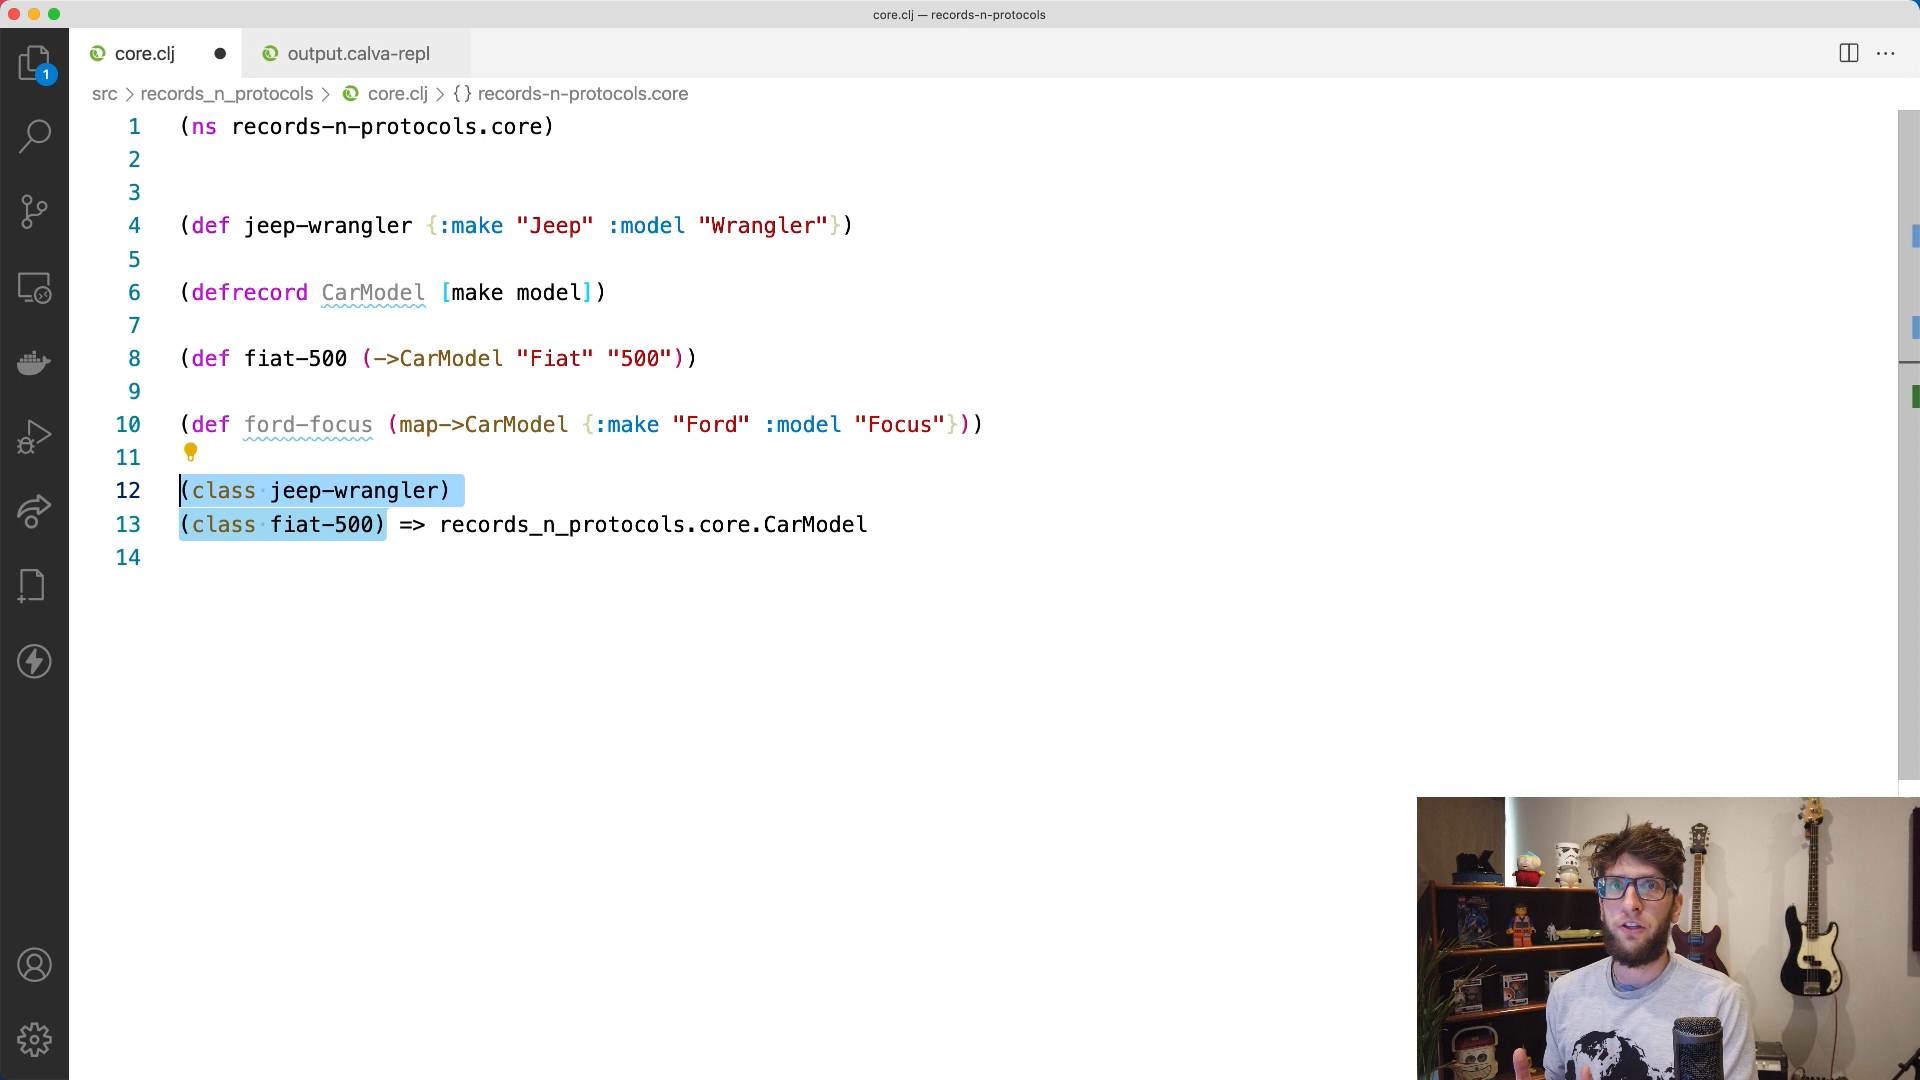 core.clj — records-n-protocols
core.clj
output.calva-repl
1
src > records_n_protocols > core.clj > {} records-n-protocols.core
1 (ns records-n-protocols.core)
2
3
4 (def jeep-wrangler {:make "Jeep" :model "Wrangler"})
5
6 (defrecord CarModel [make model])
7
8 (def fiat-500 (->CarModel "Fiat" "500"))
9
10 (def ford-focus (map->CarModel {:make "Ford" :model "Focus"}))
11
12 (class jeep-wrangler)
13 (class fiat-500) => records_n_protocols.core.CarModel
14